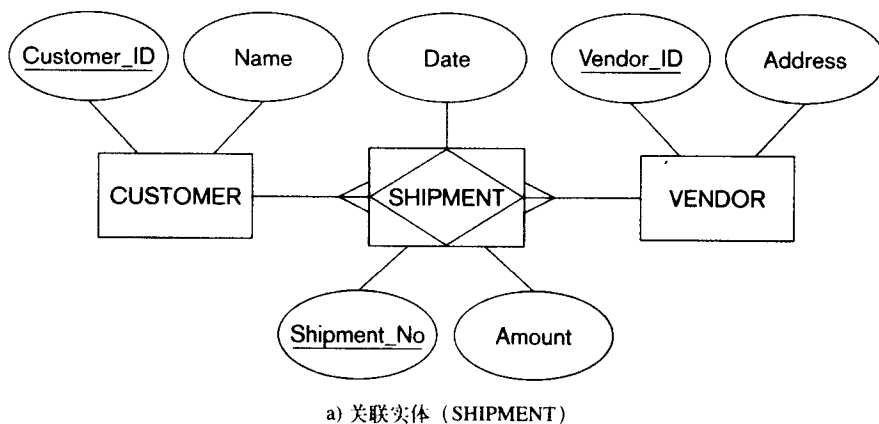 Customer_ID
Name
Date
Vendor_ID
Address
CUSTOMER
SHIPMENT
VENDOR
Shipment_No
Amount
a) 关联实体（SHIPMENT）